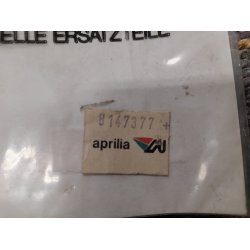 ELLE ERSATZTEILE
8147377 +
aprilia